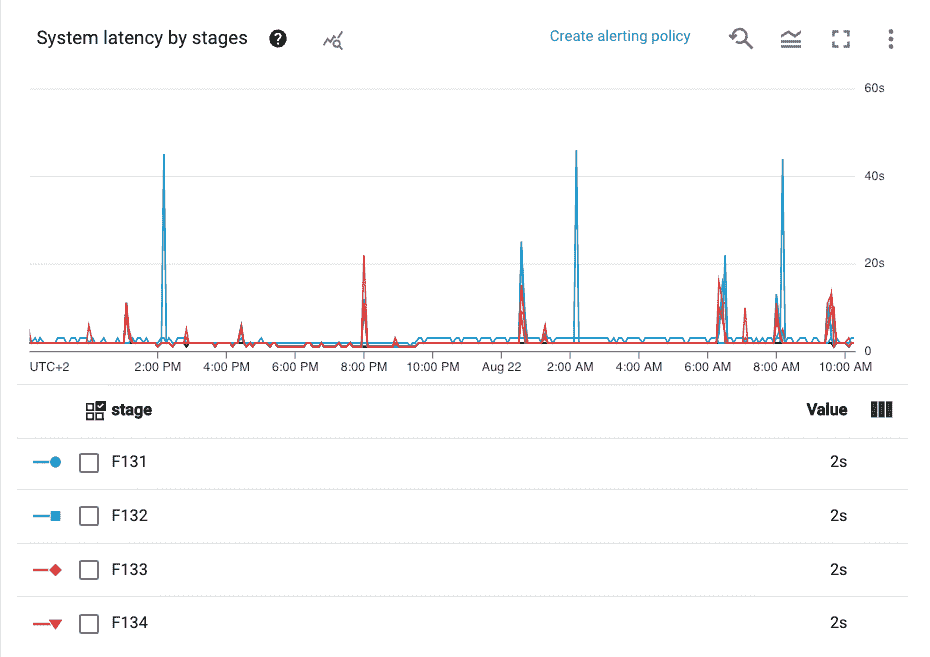 System latency by stages ? Create alerting policy
60s
40s
20s
0
UTC+2 2:00 PM 4:00 PM 6:00 PM 8:00 PM 10:00 PM Aug 22 2:00 AM 4:00 AM 6:00 AM 8:00 AM 10:00 AM
stage Value
F131 2s
F132 2s
F133 2s
F134 2s